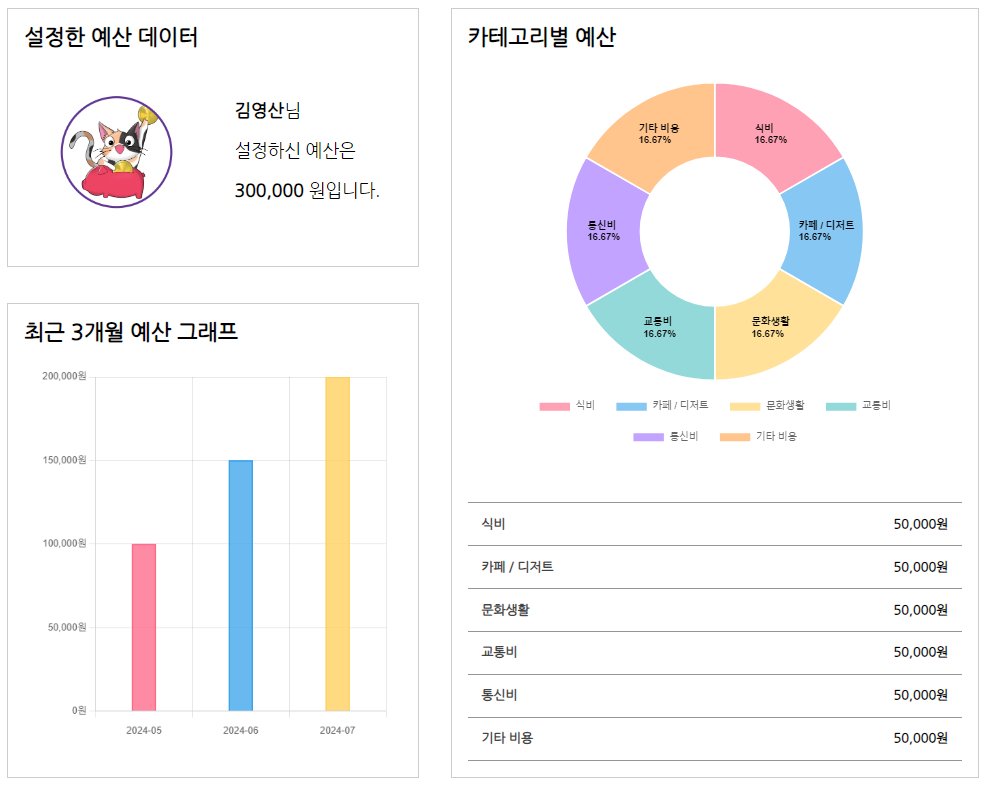 설정한 예산 데이터
김영산님
설정하신 예산은
300,000 원입니다.
최근 3개월 예산 그래프
200,000원
150,000원
100,000원
50,000원
0원
2024-05 2024-06 2024-07
카테고리별 예산
기타 비용
16.67%
식비
16.67%
통신비
16.67%
카페 / 디저트
16.67%
교통비
16.67%
문화생활
16.67%
식비 카페 / 디저트 문화생활 교통비
통신비 기타 비용
식비 50,000원
카페 / 디저트 50,000원
문화생활 50,000원
교통비 50,000원
통신비 50,000원
기타 비용 50,000원